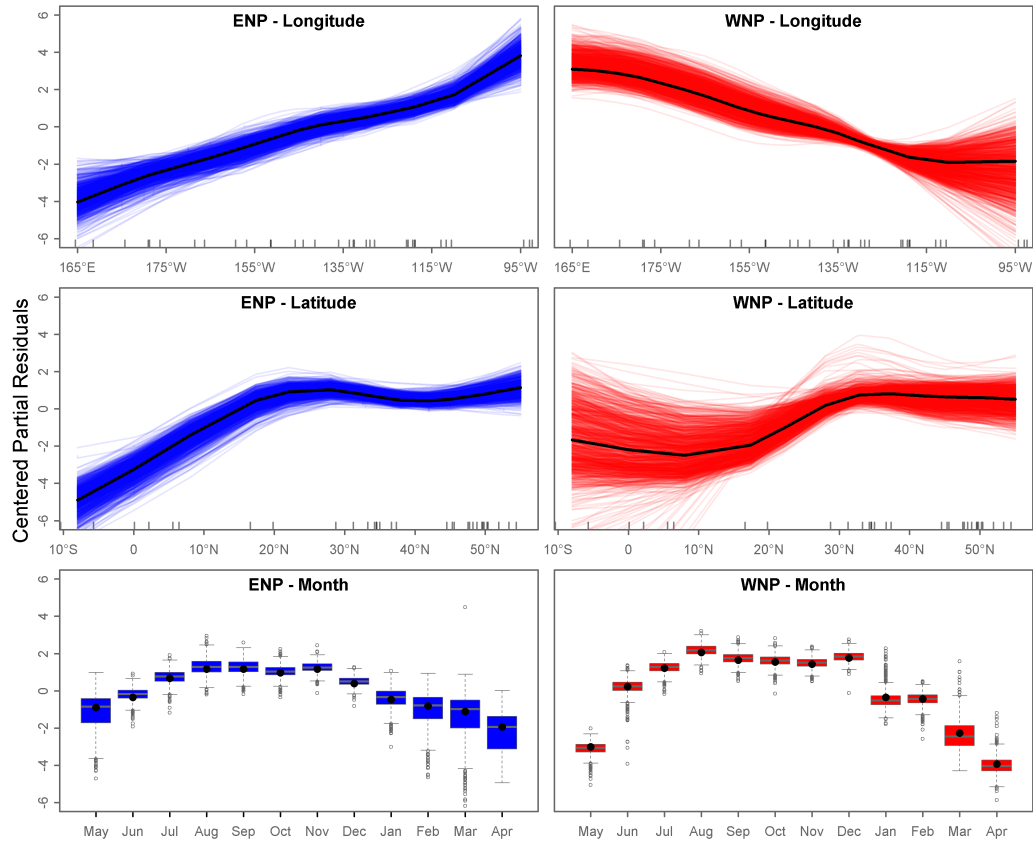 ENP - Longitude
WNP - Longitude
6
4
2
0
-2
-4
-6
165°E 175°W 155°W 135°W 115°W 95°W
165°E 175°W 155°W 135°W 115°W 95°W
ENP - Latitude
WNP - Latitude
Centered Partial Residuals
6
4
2
0
-2
-4
-6
10°S 0 10°N 20°N 30°N 40°N 50°N
10°S 0 10°N 20°N 30°N 40°N 50°N
ENP - Month
WNP - Month
6
4
2
0
-2
-4
-6
May Jun Jul Aug Sep Oct Nov Dec Jan Feb Mar Apr
May Jun Jul Aug Sep Oct Nov Dec Jan Feb Mar Apr